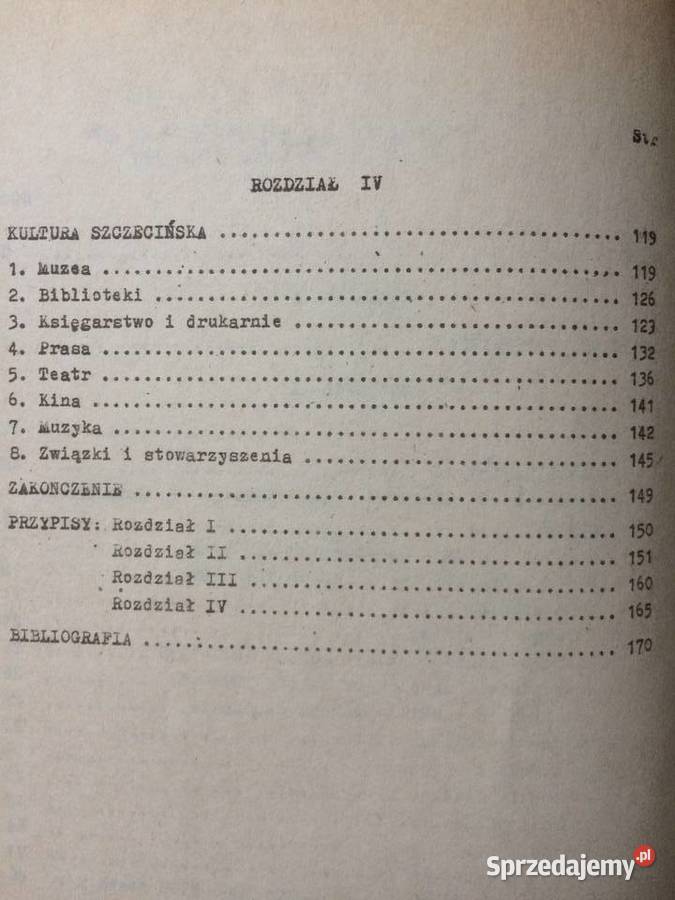 Str
ROZDZIAŁ IV
KULTURA SZCZECIŃSKA ........................................ 119
1. Muzea ................................................... 119
2. Biblioteki .............................................. 126
3. Księgarstwo i drukarnie ................................. 123
4. Prasa ................................................... 132
5. Teatr ................................................... 136
6. Kina .................................................... 141
7. Muzyka .................................................. 142
8. Związki i stowarzyszenia ................................ 145
ZAKOŃCZENIE ................................................ 149
PRZYPISY: Rozdział I ....................................... 150
Rozdział II ................................................ 151
Rozdział III ............................................... 160
Rozdział IV ................................................ 165
BIBLIOGRAFIA ............................................... 170
Sprzedajemy.pl